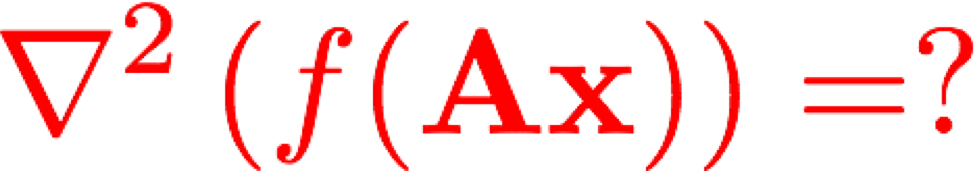 ∇² (f(𝐀𝐱)) =?